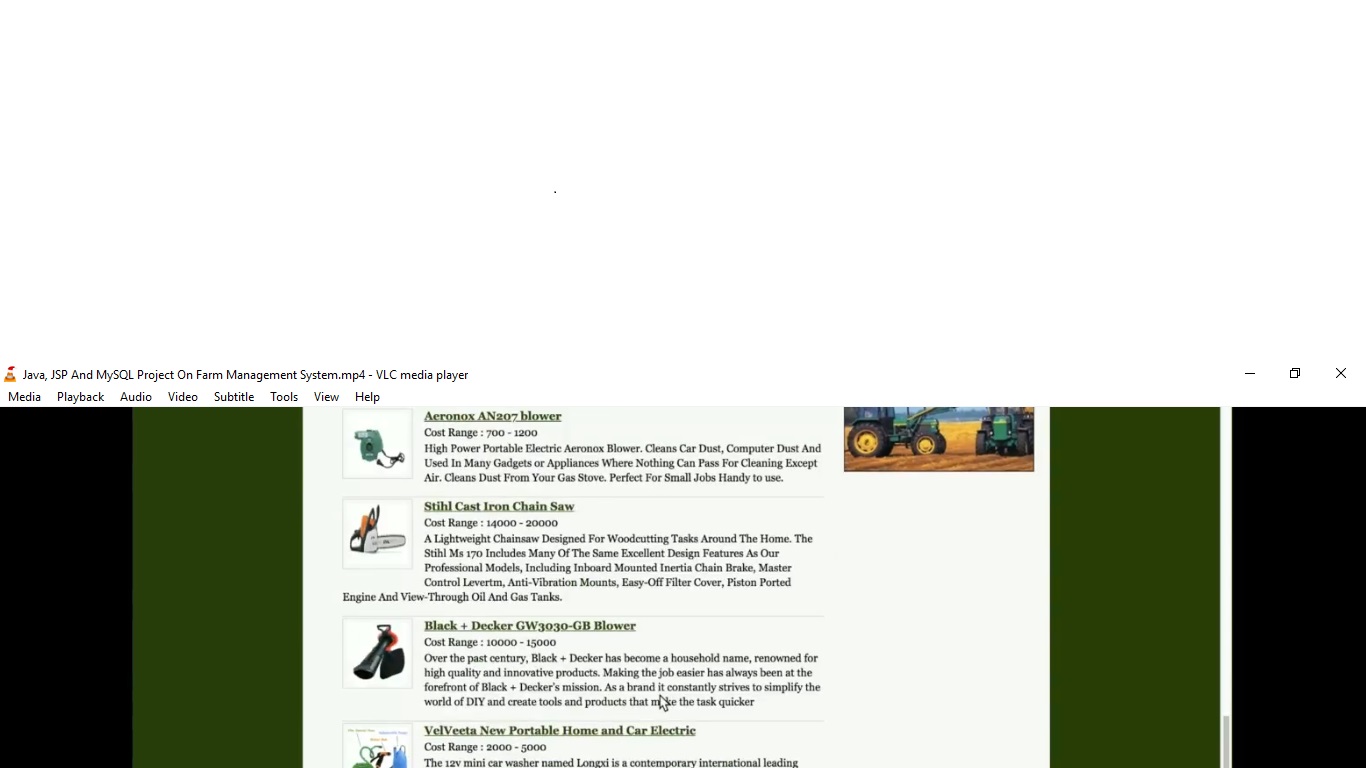 Java, JSP And MySQL Project On Farm Management System.mp4 - VLC media player
Media Playback Audio Video Subtitle Tools View Help
Aeronox AN207 blower
Cost Range : 700 - 1200
High Power Portable Electric Aeronox Blower. Cleans Car Dust, Computer Dust And
Used In Many Gadgets or Appliances Where Nothing Can Pass For Cleaning Except
Air. Cleans Dust From Your Gas Stove. Perfect For Small Jobs Handy to use.
Stihl Cast Iron Chain Saw
Cost Range : 14000 - 20000
A Lightweight Chainsaw Designed For Woodcutting Tasks Around The Home. The
Stihl Ms 170 Includes Many Of The Same Excellent Design Features As Our
Professional Models, Including Inboard Mounted Inertia Chain Brake, Master
Control Levertm, Anti-Vibration Mounts, Easy-Off Filter Cover, Piston Ported
Engine And View-Through Oil And Gas Tanks.
Black + Decker GW3030-GB Blower
Cost Range : 10000 - 15000
Over the past century, Black + Decker has become a household name, renowned for
high quality and innovative products. Making the job easier has always been at the
forefront of Black + Decker's mission. As a brand it constantly strives to simplify the
world of DIY and create tools and products that make the task quicker
VelVeeta New Portable Home and Car Electric
Cost Range : 2000 - 5000
The 12v mini car washer named Longxi is a contemporary international leading